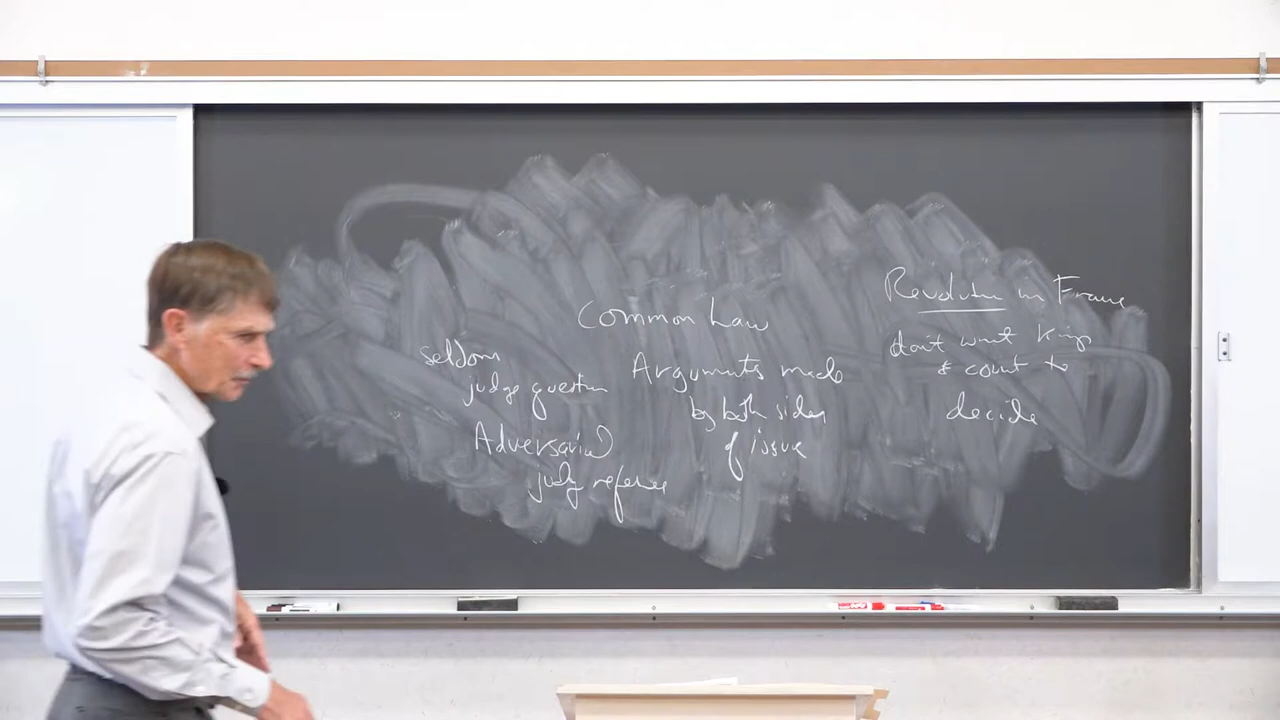 Common Law
seldom
judge question
Adversarial
judge referee
Arguments made
by both sides
of issue
Revolution in France
don't want king
& court to
decide